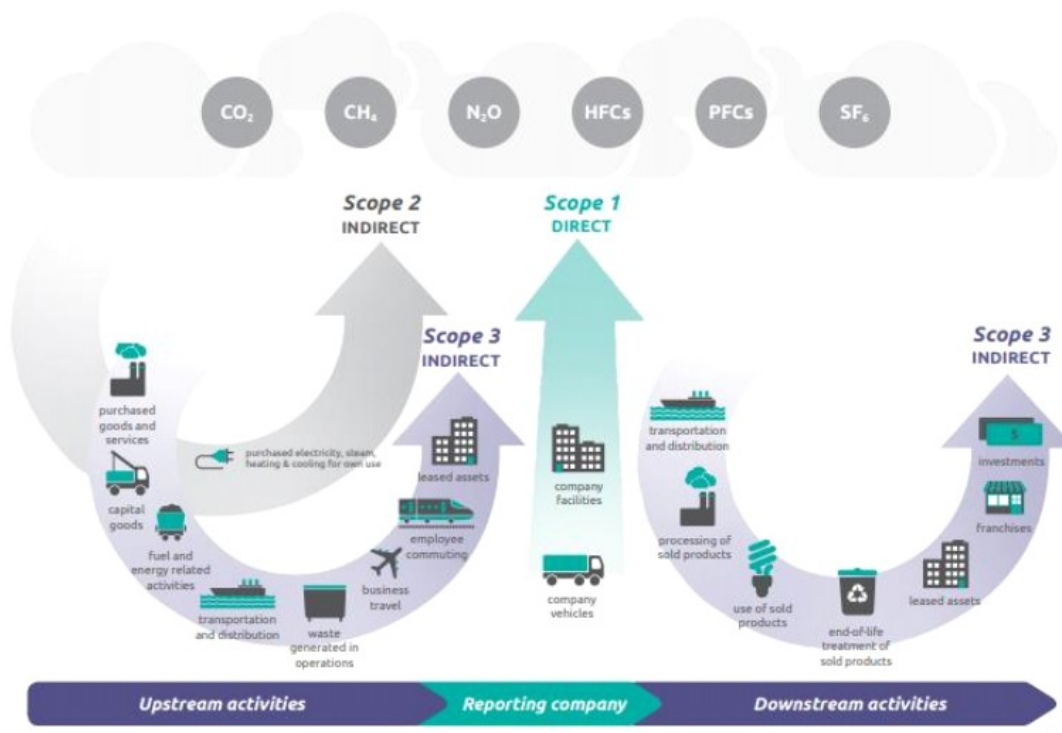 CO₂
CH₄
N₂O
HFCs
PFCs
SF₆
Scope 2
INDIRECT
Scope 1
DIRECT
Scope 3
INDIRECT
Scope 3
INDIRECT
purchased
goods and
services
capital
goods
fuel and
energy related
activities
transportation
and distribution
waste
generated in
operations
business
travel
employee
commuting
leased assets
purchased electricity, steam,
heating & cooling for own use
company
facilities
company
vehicles
transportation
and distribution
processing of
sold products
use of sold
products
end-of-life
treatment of
sold products
leased assets
franchises
investments
$
Upstream activities
Reporting company
Downstream activities